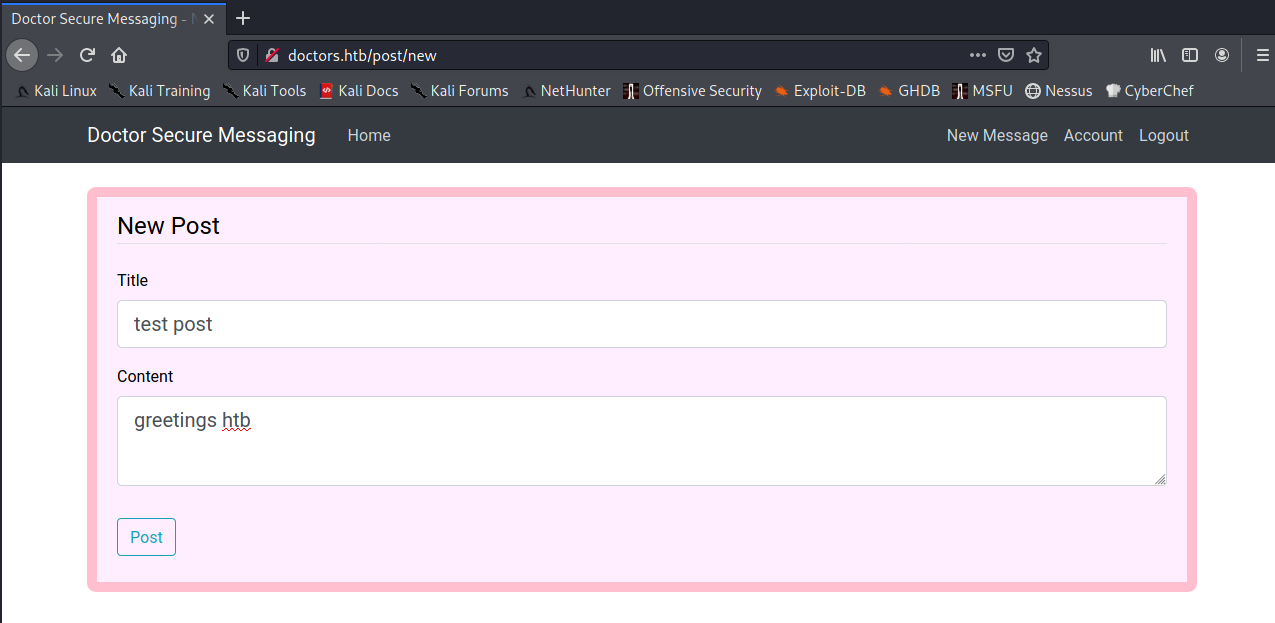 Doctor Secure Messaging -
doctors.htb/post/new
Kali Linux Kali Training Kali Tools Kali Docs Kali Forums NetHunter Offensive Security Exploit-DB GHDB MSFU Nessus CyberChef
Doctor Secure Messaging Home New Message Account Logout
New Post
Title
test post
Content
greetings htb
Post